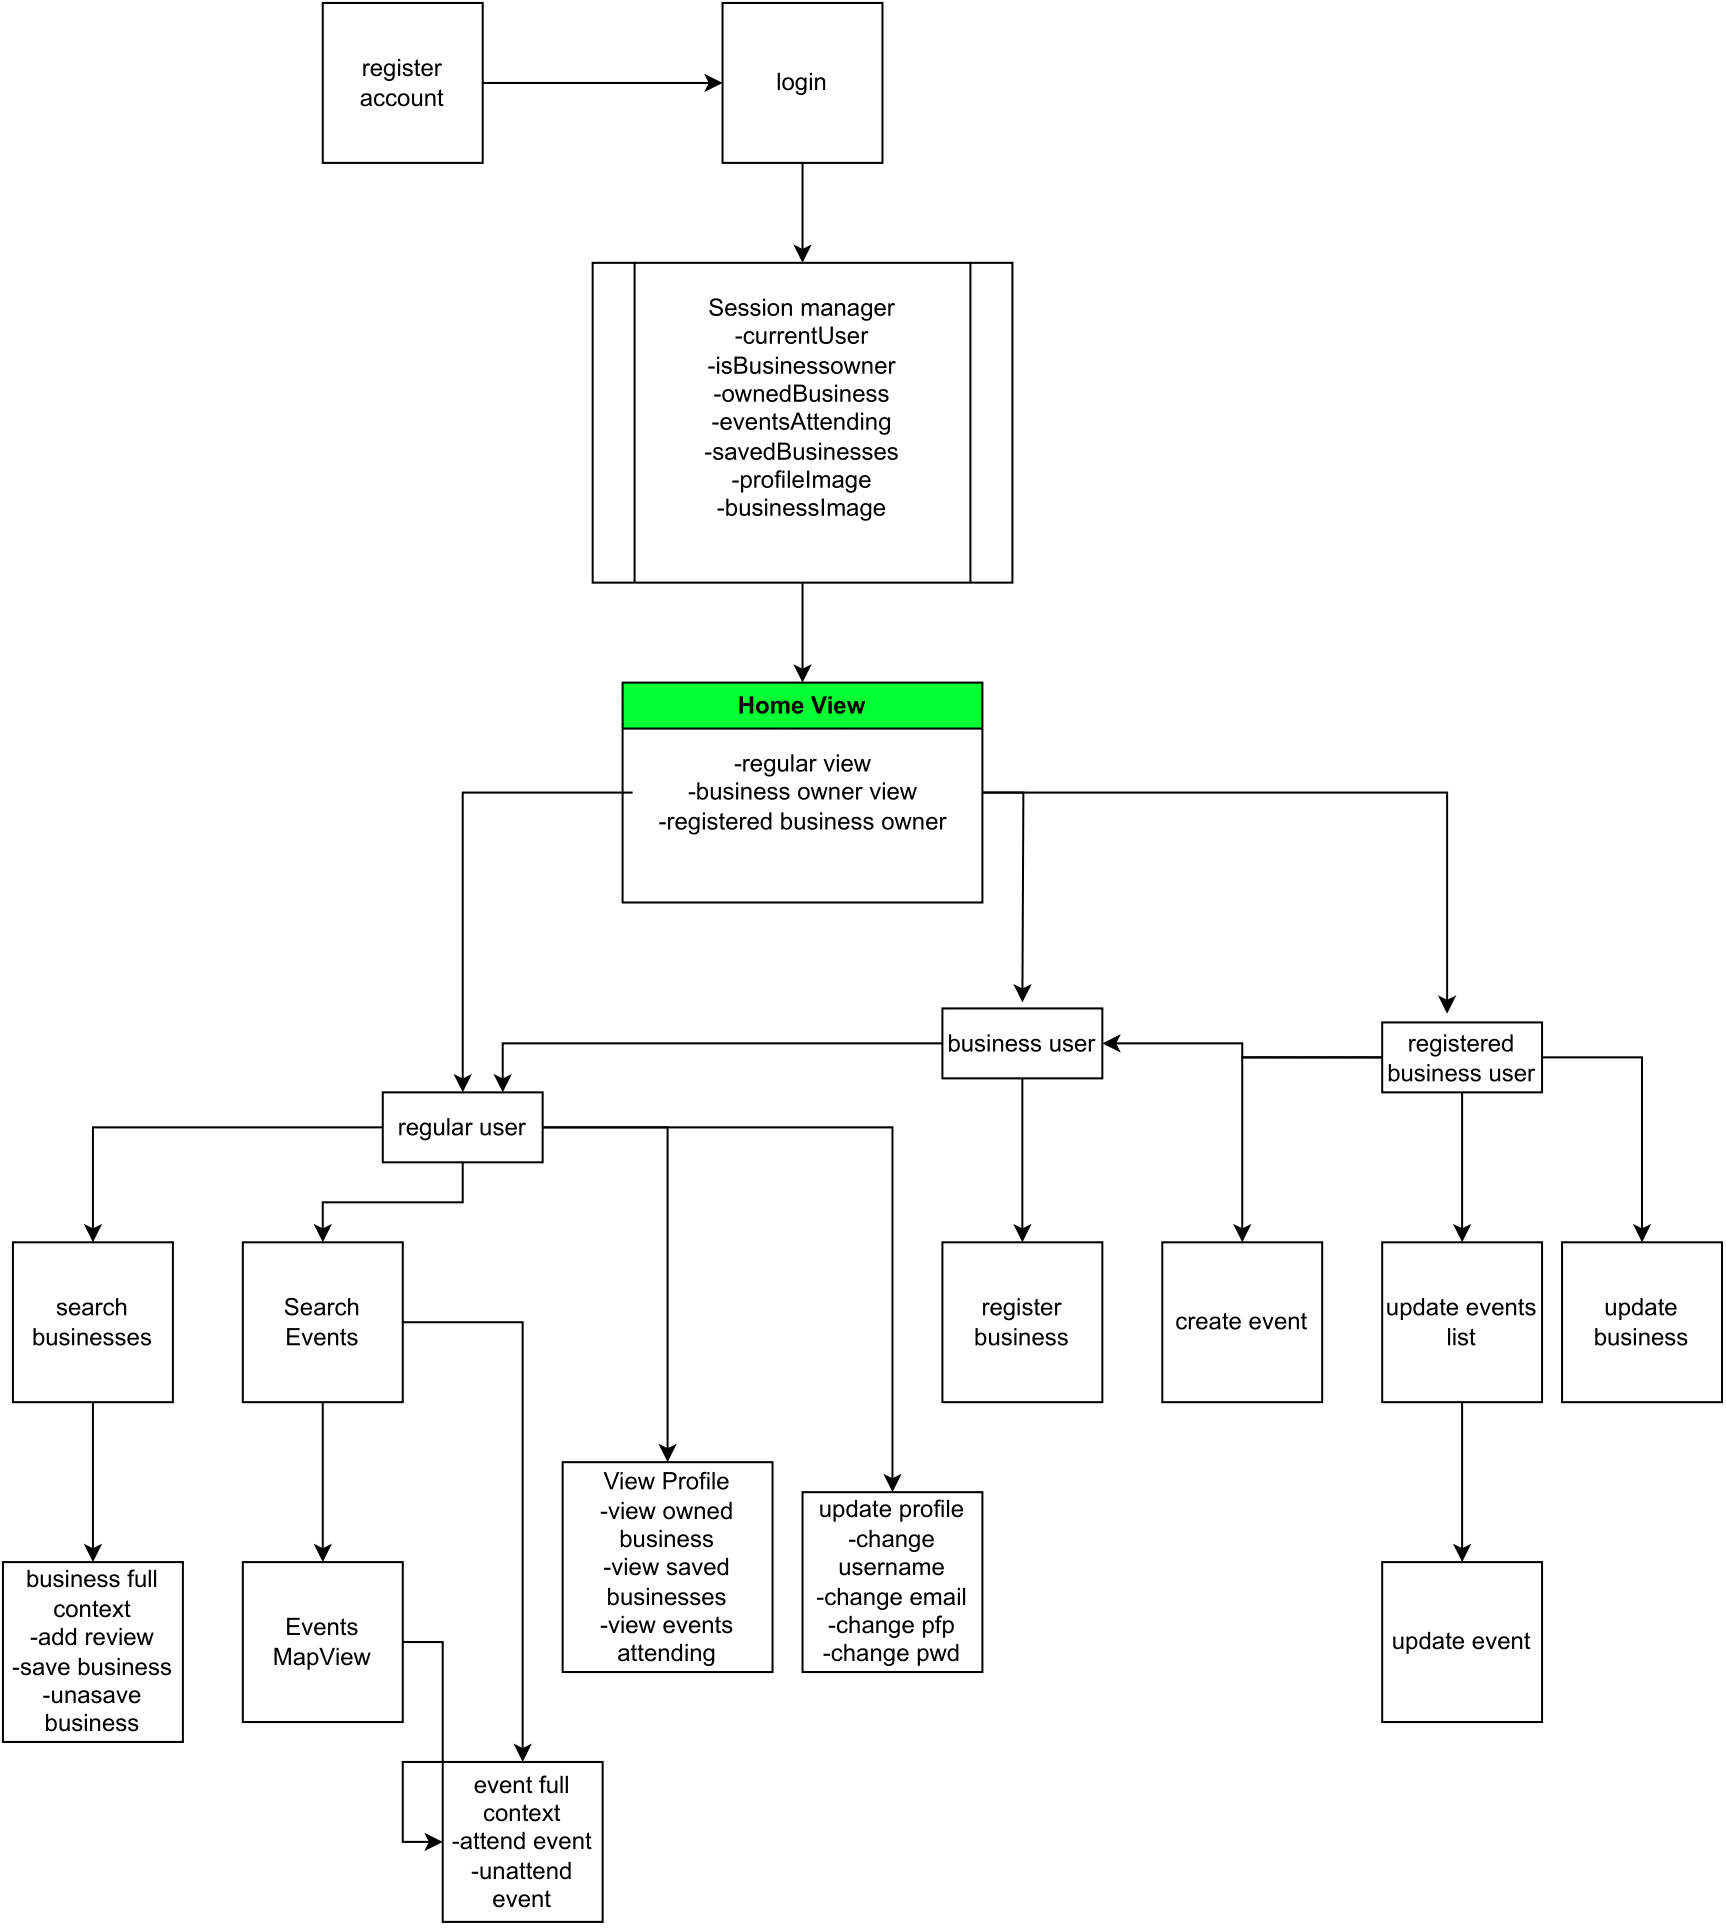 register
account
login
Session manager
-currentUser
-isBusinessowner
-ownedBusiness
-eventsAttending
-savedBusinesses
-profileImage
-businessImage
Home View
-regular view
-business owner view
-registered business owner
business user
registered
business user
regular user
search
businesses
Search
Events
register
business
create event
update events
list
update
business
View Profile
-view owned
business
-view saved
businesses
-view events
attending
update profile
-change
username
-change email
-change pfp
-change pwd
business full
context
-add review
-save business
-unasave
business
Events
MapView
update event
event full
context
-attend event
-unattend
event